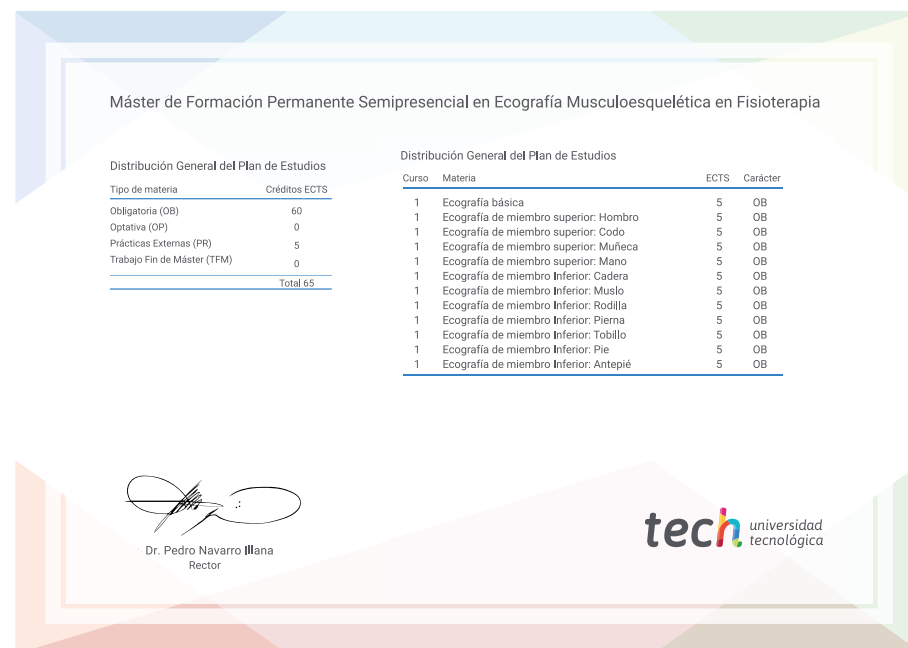 Máster de Formación Permanente Semipresencial en Ecografía Musculoesquelética en Fisioterapia
Distribución General del Plan de Estudios
Tipo de materia Créditos ECTS
Obligatoria (OB) 60
Optativa (OP) 0
Prácticas Externas (PR) 5
Trabajo Fin de Máster (TFM) 0
Total 65
Distribución General del Plan de Estudios
Curso Materia ECTS Carácter
1 Ecografía básica 5 OB
1 Ecografía de miembro superior: Hombro 5 OB
1 Ecografía de miembro superior: Codo 5 OB
1 Ecografía de miembro superior: Muñeca 5 OB
1 Ecografía de miembro superior: Mano 5 OB
1 Ecografía de miembro Inferior: Cadera 5 OB
1 Ecografía de miembro Inferior: Muslo 5 OB
1 Ecografía de miembro Inferior: Rodilla 5 OB
1 Ecografía de miembro Inferior: Pierna 5 OB
1 Ecografía de miembro Inferior: Tobillo 5 OB
1 Ecografía de miembro Inferior: Pie 5 OB
1 Ecografía de miembro Inferior: Antepié 5 OB
Dr. Pedro Navarro Illana
Rector
tech universidad
tecnológica